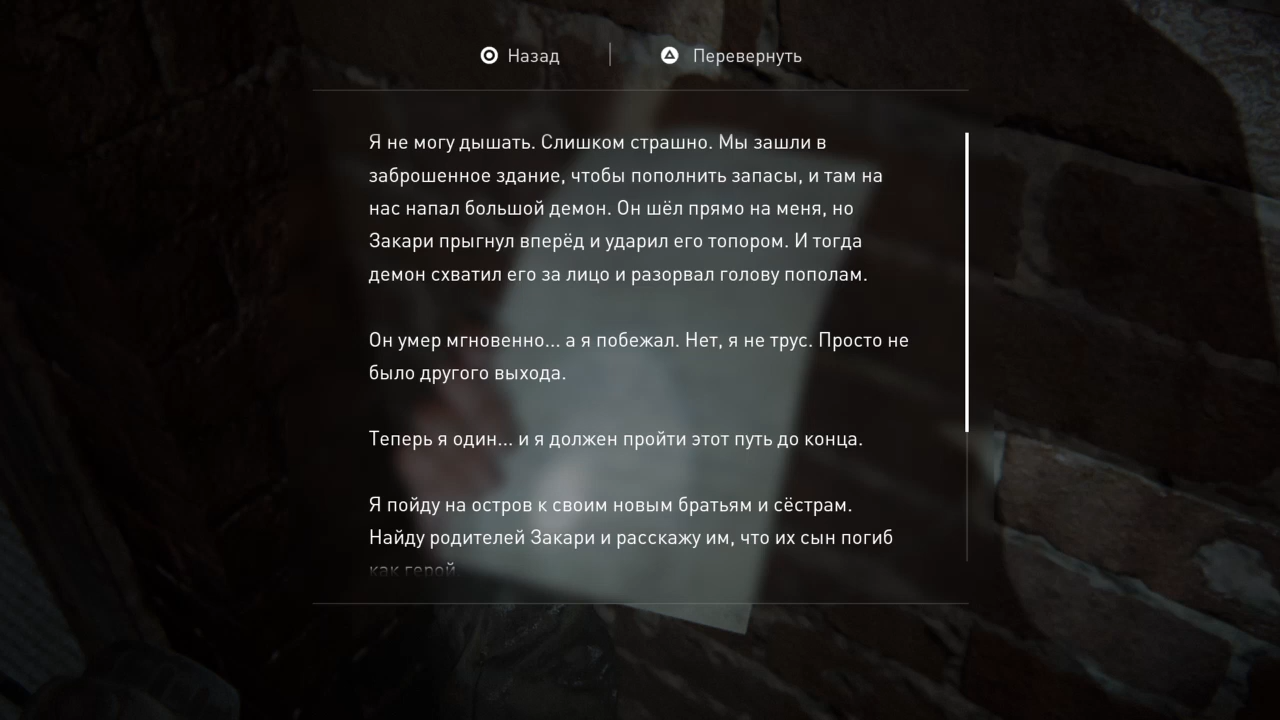 Назад
Перевернуть
Я не могу дышать. Слишком страшно. Мы зашли в
заброшенное здание, чтобы пополнить запасы, и там на
нас напал большой демон. Он шёл прямо на меня, но
Закари прыгнул вперёд и ударил его топором. И тогда
демон схватил его за лицо и разорвал голову пополам.
Он умер мгновенно... а я побежал. Нет, я не трус. Просто не
было другого выхода.
Теперь я один... и я должен пройти этот путь до конца.
Я пойду на остров к своим новым братьям и сёстрам.
Найду родителей Закари и расскажу им, что их сын погиб
как герой